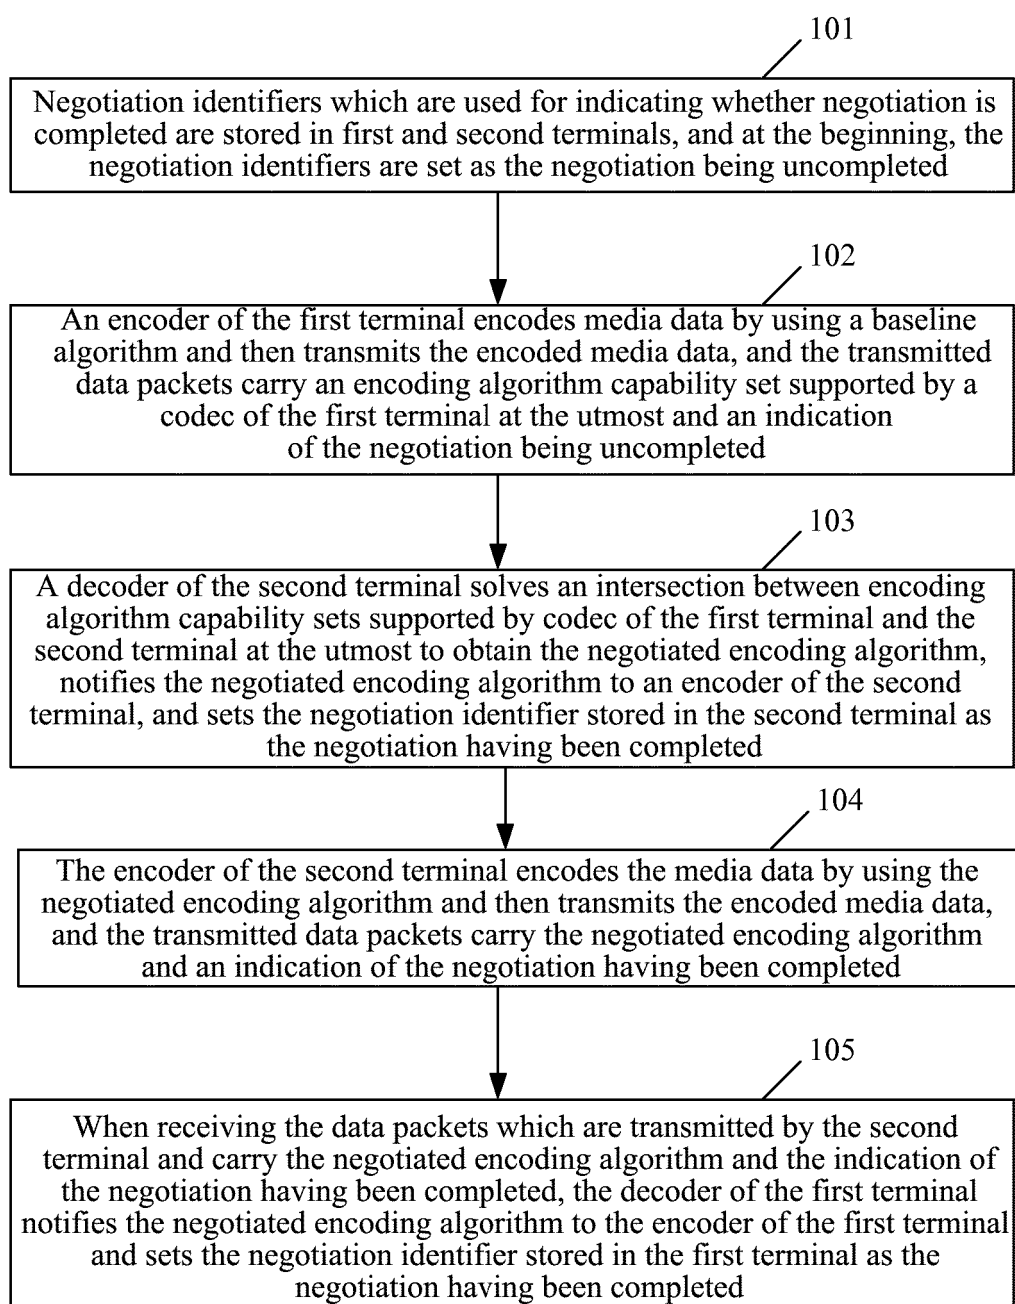 101
Negotiation identifiers which are used for indicating whether negotiation is
completed are stored in first and second terminals, and at the beginning, the
negotiation identifiers are set as the negotiation being uncompleted
102
An encoder of the first terminal encodes media data by using a baseline
algorithm and then transmits the encoded media data, and the transmitted
data packets carry an encoding algorithm capability set supported by a
codec of the first terminal at the utmost and an indication
of the negotiation being uncompleted
103
A decoder of the second terminal solves an intersection between encoding
algorithm capability sets supported by codec of the first terminal and the
second terminal at the utmost to obtain the negotiated encoding algorithm,
notifies the negotiated encoding algorithm to an encoder of the second
terminal, and sets the negotiation identifier stored in the second terminal as
the negotiation having been completed
104
The encoder of the second terminal encodes the media data by using the
negotiated encoding algorithm and then transmits the encoded media data,
and the transmitted data packets carry the negotiated encoding algorithm
and an indication of the negotiation having been completed
105
When receiving the data packets which are transmitted by the second
terminal and carry the negotiated encoding algorithm and the indication of
the negotiation having been completed, the decoder of the first terminal
notifies the negotiated encoding algorithm to the encoder of the first terminal
and sets the negotiation identifier stored in the first terminal as the
negotiation having been completed